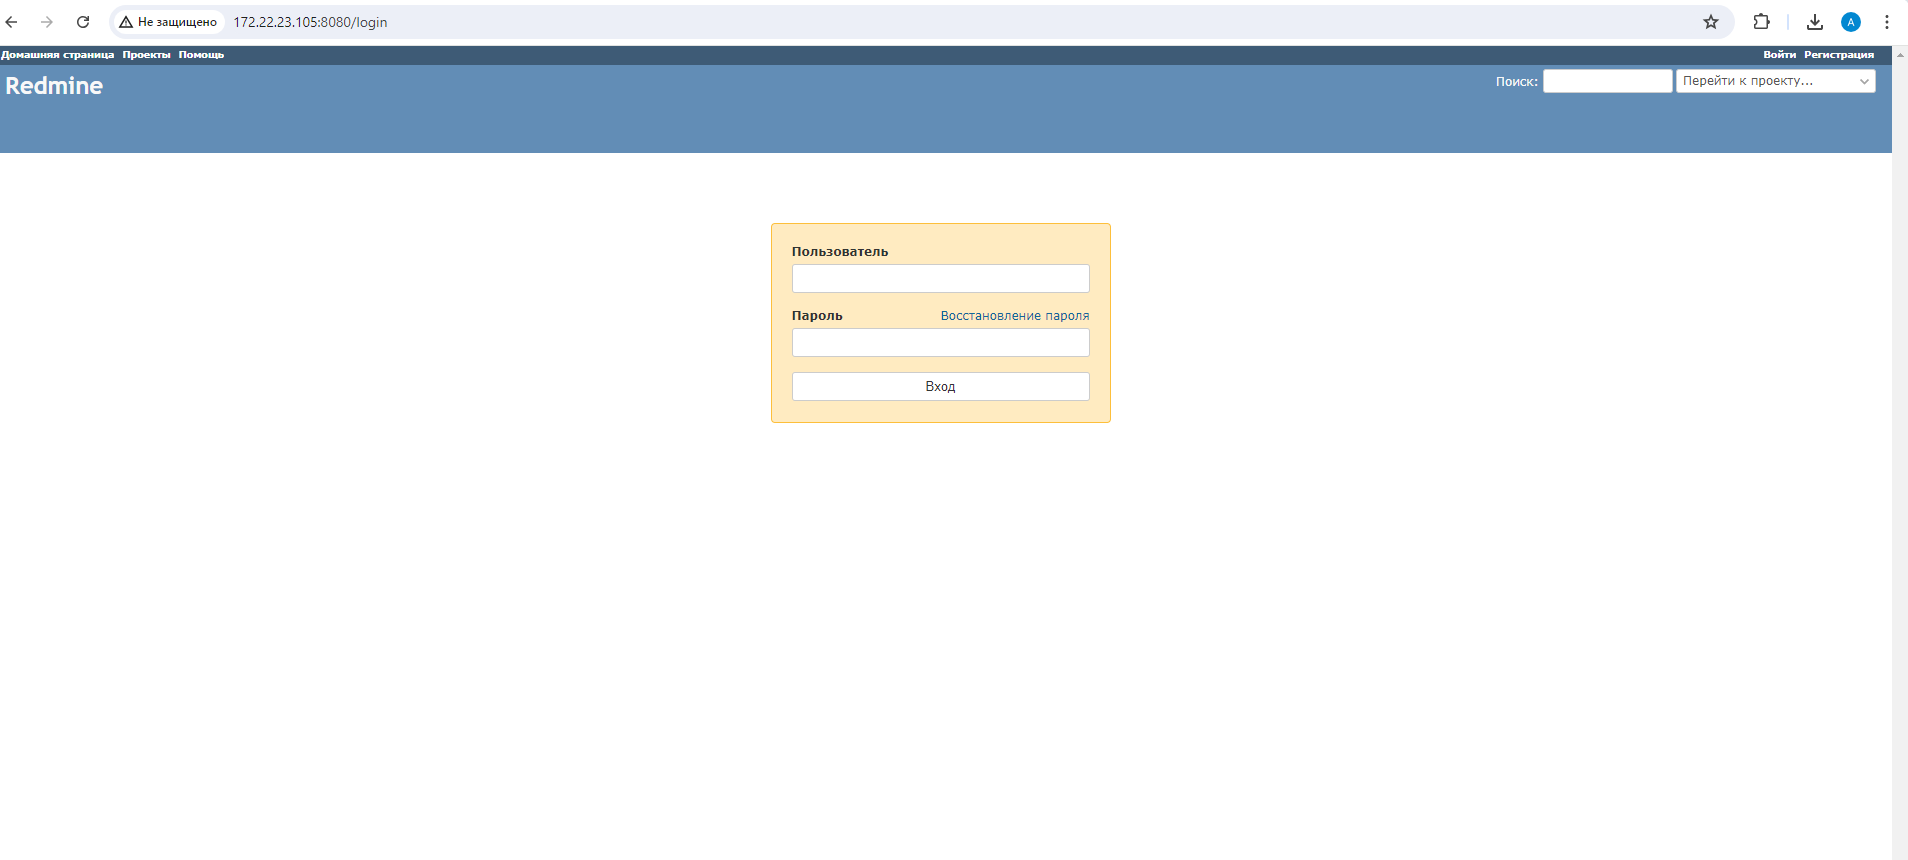 Не защищено 172.22.23.105:8080/login A
Домашняя страница Проекты Помощь Войти Регистрация
Redmine Поиск: Перейти к проекту...
Пользователь
Пароль Восстановление пароля
Вход